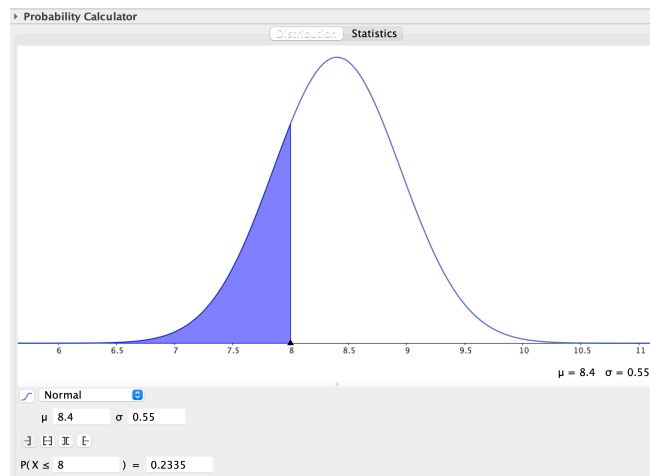 Probability Calculator
Distribution Statistics
6 6.5 7 7.5 8 8.5 9 9.5 10 10.5 11
μ = 8.4 σ = 0.55
Normal
μ 8.4 σ 0.55
P( X ≤ 8 ) = 0.2335